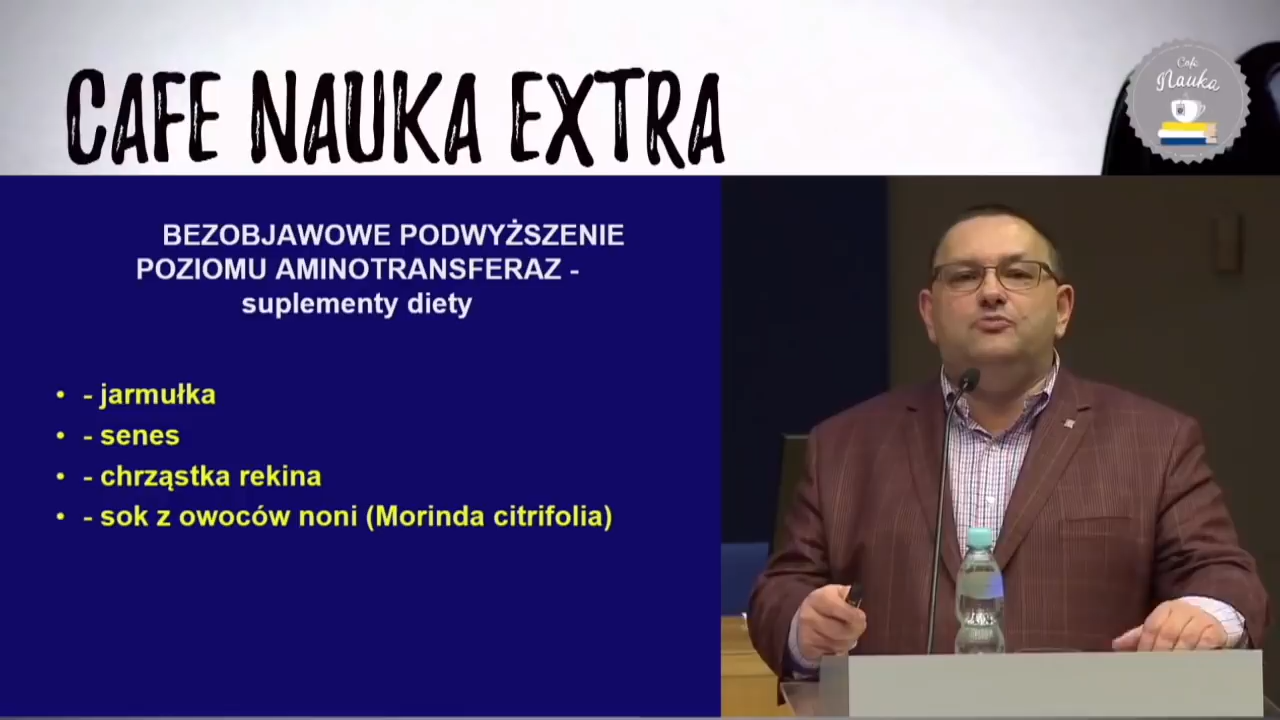 CAFE NAUKA EXTRA
Cafe
Nauka
BEZOBJAWOWE PODWYŻSZENIE
POZIOMU AMINOTRANSFERAZ -
suplementy diety
• - jarmułka
• - senes
• - chrząstka rekina
• - sok z owoców noni (Morinda citrifolia)